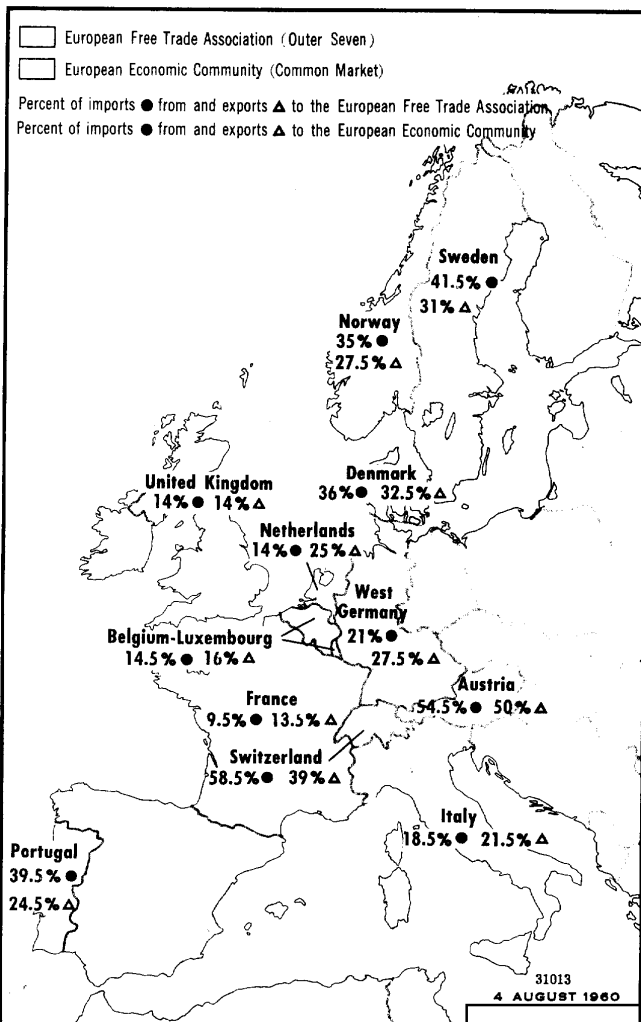 European Free Trade Association (Outer Seven)
European Economic Community (Common Market)
Percent of imports ● from and exports △ to the European Free Trade Association
Percent of imports ● from and exports △ to the European Economic Community
Sweden
41.5% ●
31% △
Norway
35% ●
27.5% △
United Kingdom
14% ● 14% △
Denmark
36% ● 32.5% △
Netherlands
14% ● 25% △
West
Germany
21% ●
27.5% △
Belgium-Luxembourg
14.5% ● 16% △
Austria
54.5% ● 50% △
France
9.5% ● 13.5% △
Switzerland
58.5% ● 39% △
Italy
18.5% ● 21.5% △
Portugal
39.5% ●
24.5% △
31013
4 AUGUST 1960